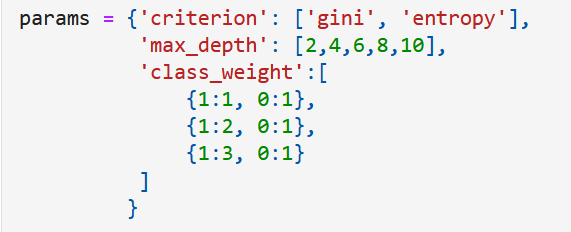 params = {'criterion': ['gini', 'entropy'],
          'max_depth': [2,4,6,8,10],
          'class_weight':[
              {1:1, 0:1},
              {1:2, 0:1},
              {1:3, 0:1}
          ]
         }